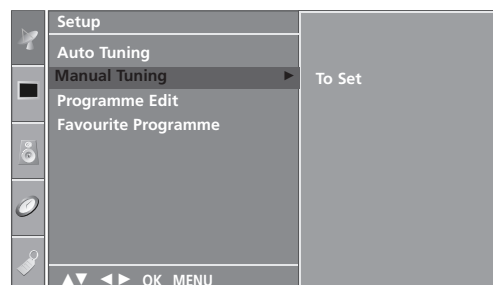 Setup
Auto Tuning
Manual Tuning ► To Set
Programme Edit
Favourite Programme
▲▼ ◄► OK MENU